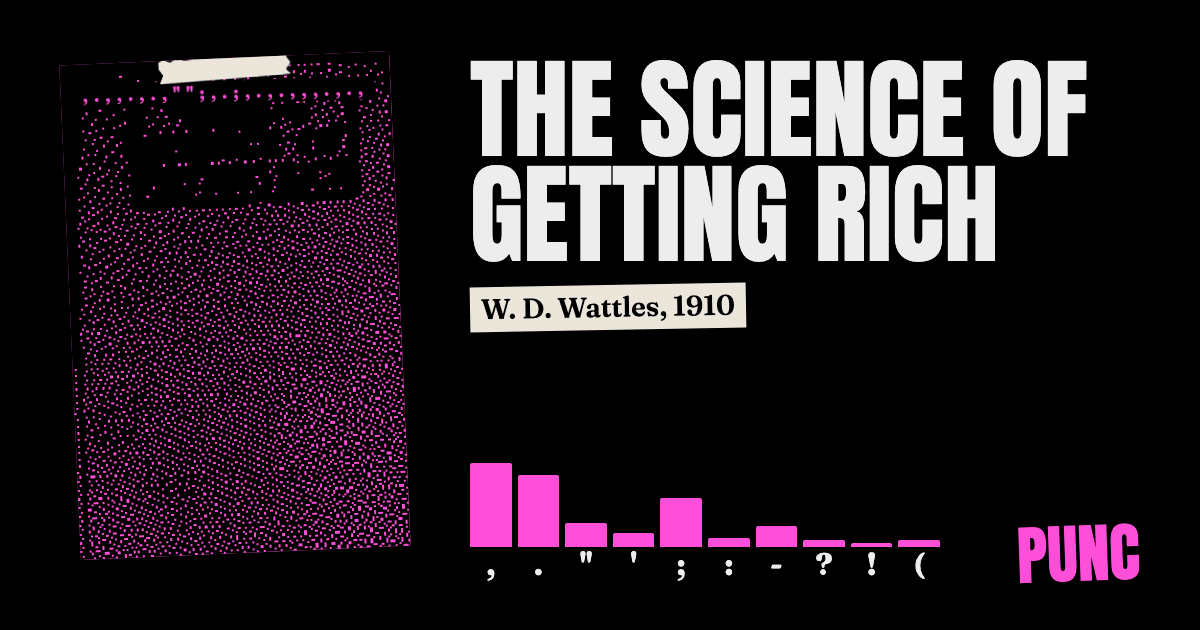 ,.,,.,.,"";,.;,.,.,,.,.,
THE SCIENCE OF
GETTING RICH
W. D. Wattles, 1910
, . " ' ; : - ? ! (
PUNC